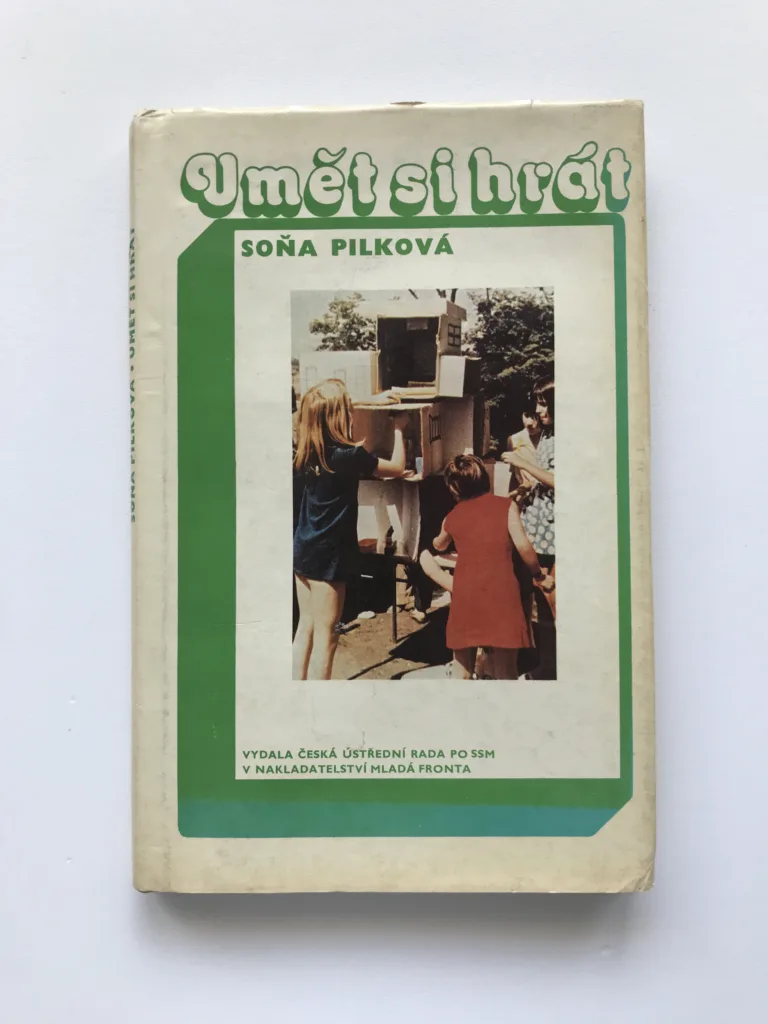 Umět si hrát
SOŇA PILKOVÁ
VYDALA ČESKÁ ÚSTŘEDNÍ RADA PO SSM
V NAKLADATELSTVÍ MLADÁ FRONTA
SOŇA PILKOVÁ • UMĚT SI HRÁT